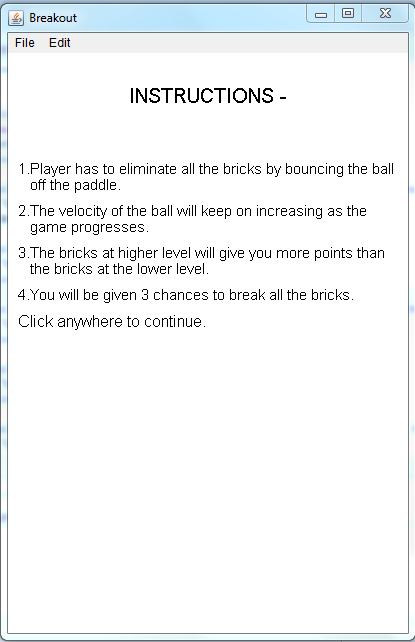 Breakout
File Edit
INSTRUCTIONS -
1.Player has to eliminate all the bricks by bouncing the ball
off the paddle.
2.The velocity of the ball will keep on increasing as the
game progresses.
3.The bricks at higher level will give you more points than
the bricks at the lower level.
4.You will be given 3 chances to break all the bricks.
Click anywhere to continue.